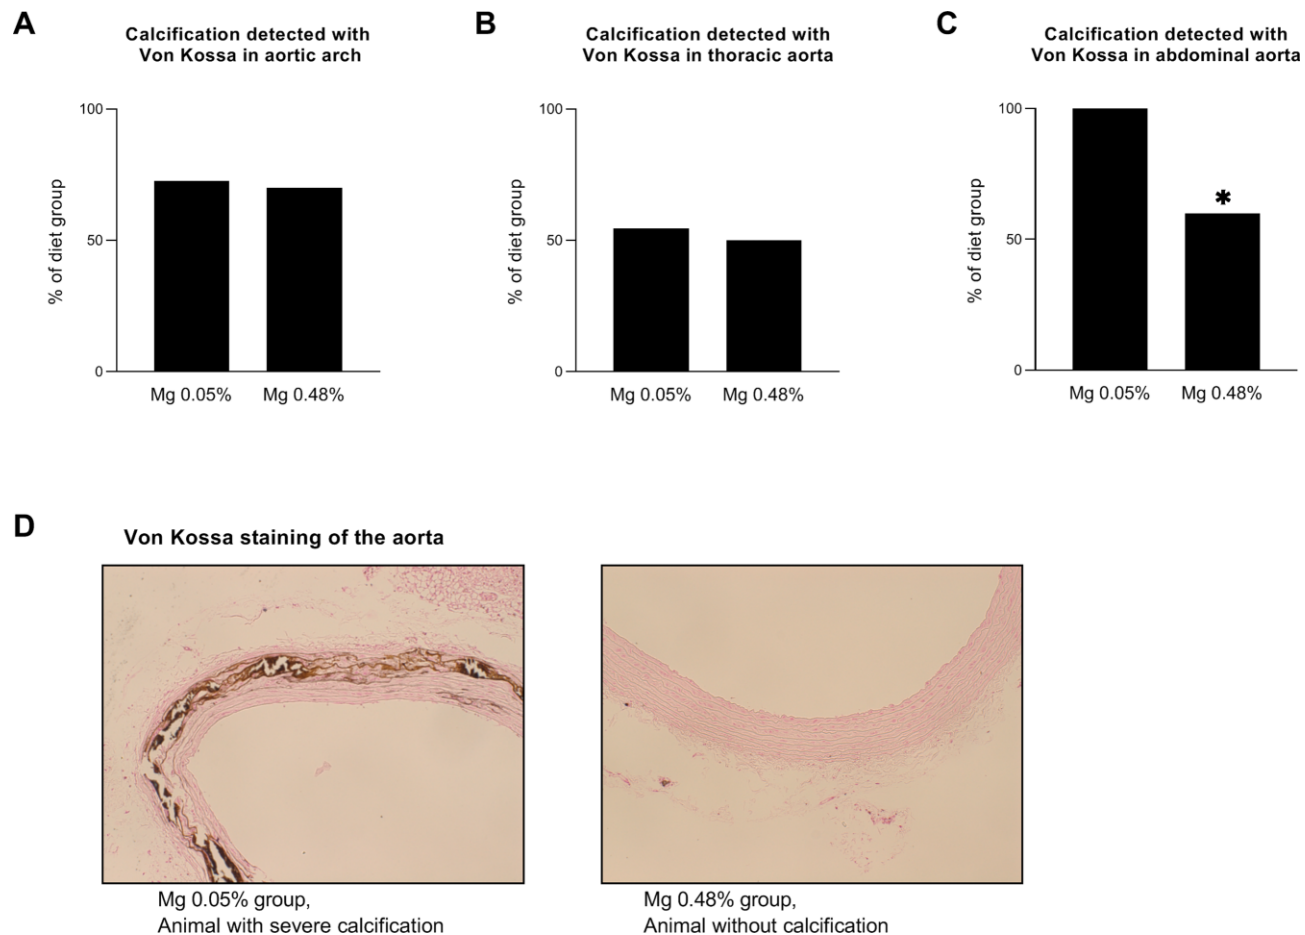 A
Calcification detected with
Von Kossa in aortic arch
100
50
0
% of diet group
Mg 0.05% Mg 0.48%
B
Calcification detected with
Von Kossa in thoracic aorta
100
50
0
% of diet group
Mg 0.05% Mg 0.48%
C
Calcification detected with
Von Kossa in abdominal aorta
100
50
0
% of diet group
*
Mg 0.05% Mg 0.48%
D
Von Kossa staining of the aorta
Mg 0.05% group,
Animal with severe calcification
Mg 0.48% group,
Animal without calcification